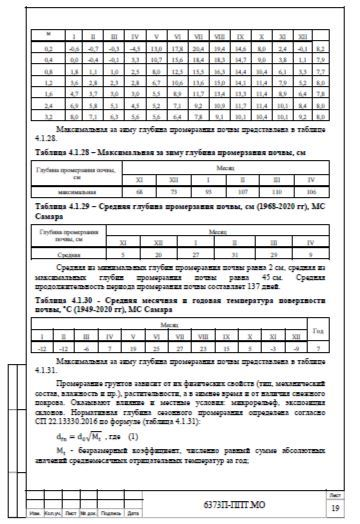 м I II III IV V VI VII VIII IX X XI XII
0,2 -0,6 -0,7 -0,3 -4,5 13,0 17,8 20,4 19,4 14,6 8,0 2,4 -0,1 8,2
0,4 0,0 -0,4 -0,1 3,3 10,7 15,6 18,4 18,3 14,7 9,0 3,8 1,1 7,9
0,8 1,8 1,1 1,0 2,5 8,0 12,5 15,5 16,3 14,4 10,4 6,1 3,3 7,7
1,2 3,6 2,8 2,3 2,8 6,7 10,6 13,6 15,0 14,1 11,4 7,9 5,2 8,0
1,6 4,7 3,7 3,0 3,0 5,5 8,9 11,7 13,4 13,3 11,4 8,9 6,4 7,8
2,4 6,9 5,8 5,1 4,5 5,2 7,1 9,2 10,9 11,7 11,4 10,1 8,4 8,0
3,2 8,0 7,1 6,3 5,6 5,6 6,4 7,8 9,1 10,1 10,4 10,1 9,2 8,0
Максимальная за зиму глубина промерзания почвы представлена в таблице
4.1.28.
Таблица 4.1.28 – Максимальная за зиму глубина промерзания почвы, см
Глубина промерзания почвы, см Месяц
XI XII I II III IV
максимальная 68 73 93 107 110 106
Таблица 4.1.29 – Средняя глубина промерзания почвы, см (1968-2020 гг), МС
Самара
Глубина промерзания почвы, см Месяц
XI XII I II III IV
Средняя 5 20 27 31 29 9
Средняя из минимальных глубин промерзания почвы равна 2 см, средняя из
максимальных глубин промерзания почвы равна 45 см. Средняя
продолжительность периода промерзания почвы составляет 137 дней.
Таблица 4.1.30 - Средняя месячная и годовая температура поверхности
почвы, °С (1949-2020 гг), МС Самара
Месяц Год
I II III IV V VI VII VIII IX X XI XII
-12 -12 -6 7 19 25 27 23 15 5 -3 -9 7
Максимальная за зиму глубина промерзания почвы представлена в таблице
4.1.31.
Промерзание грунтов зависит от их физических свойств (тип, механический
состав, влажность и пр.), растительности, а в зимнее время и от наличия снежного
покрова. Оказывают влияние и местные условия: микрорельеф, экспозиция
склонов. Нормативная глубина сезонного промерзания определена согласно
СП 22.13330.2016 по формуле (таблица 4.1.31):
dfn = d0√Mt , где (1)
Mt - безразмерный коэффициент, численно равный сумме абсолютных
значений среднемесячных отрицательных температур за год;
6373П-ППТ.МО
Лист
19
Изм. Кол.уч. Лист № док. Подпись Дата